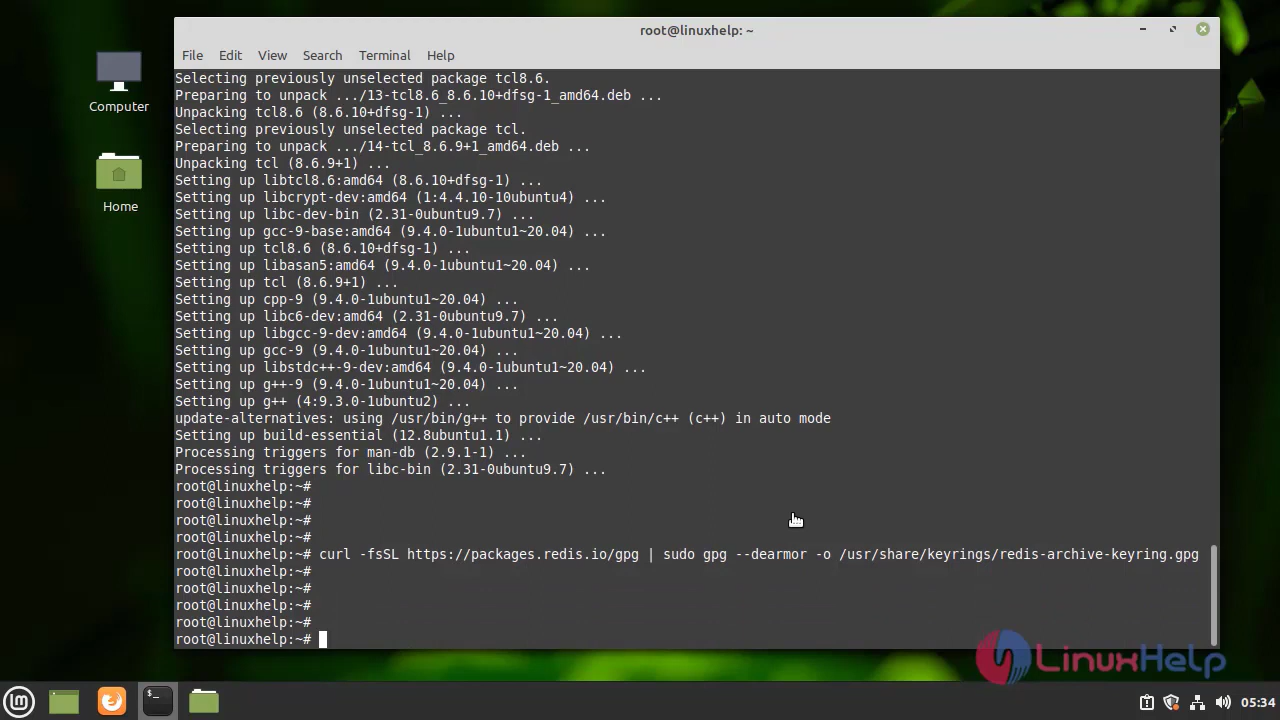 root@linuxhelp: ~
File Edit View Search Terminal Help
Computer
Home
Selecting previously unselected package tcl8.6.
Preparing to unpack .../13-tcl8.6_8.6.10+dfsg-1_amd64.deb ...
Unpacking tcl8.6 (8.6.10+dfsg-1) ...
Selecting previously unselected package tcl.
Preparing to unpack .../14-tcl_8.6.9+1_amd64.deb ...
Unpacking tcl (8.6.9+1) ...
Setting up libtcl8.6:amd64 (8.6.10+dfsg-1) ...
Setting up libcrypt-dev:amd64 (1:4.4.10-10ubuntu4) ...
Setting up libc-dev-bin (2.31-0ubuntu9.7) ...
Setting up gcc-9-base:amd64 (9.4.0-1ubuntu1~20.04) ...
Setting up tcl8.6 (8.6.10+dfsg-1) ...
Setting up libasan5:amd64 (9.4.0-1ubuntu1~20.04) ...
Setting up tcl (8.6.9+1) ...
Setting up cpp-9 (9.4.0-1ubuntu1~20.04) ...
Setting up libc6-dev:amd64 (2.31-0ubuntu9.7) ...
Setting up libgcc-9-dev:amd64 (9.4.0-1ubuntu1~20.04) ...
Setting up gcc-9 (9.4.0-1ubuntu1~20.04) ...
Setting up libstdc++-9-dev:amd64 (9.4.0-1ubuntu1~20.04) ...
Setting up g++-9 (9.4.0-1ubuntu1~20.04) ...
Setting up g++ (4:9.3.0-1ubuntu2) ...
update-alternatives: using /usr/bin/g++ to provide /usr/bin/c++ (c++) in auto mode
Setting up build-essential (12.8ubuntu1.1) ...
Processing triggers for man-db (2.9.1-1) ...
Processing triggers for libc-bin (2.31-0ubuntu9.7) ...
root@linuxhelp:~#
root@linuxhelp:~#
root@linuxhelp:~#
root@linuxhelp:~#
root@linuxhelp:~# curl -fsSL https://packages.redis.io/gpg | sudo gpg --dearmor -o /usr/share/keyrings/redis-archive-keyring.gpg
root@linuxhelp:~#
root@linuxhelp:~#
root@linuxhelp:~#
root@linuxhelp:~#
root@linuxhelp:~#
LinuxHelp
05:34